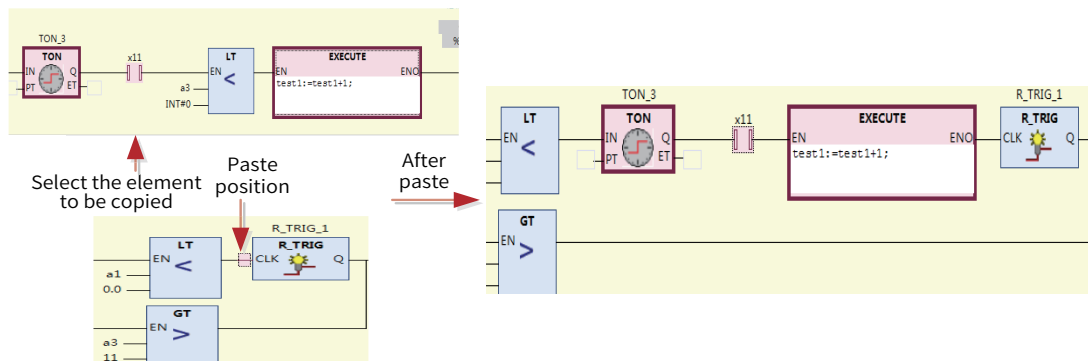 TON_3
TON
IN
Q
PT
ET
x11
LT
EN
<
a3
INT#0
EXECUTE
EN
ENO
test1:=test1+1;
%
Select the element
to be copied
Paste
position
After
paste
LT
EN
<
a1
0.0
R_TRIG_1
R_TRIG
CLK
Q
GT
EN
>
a3
11
LT
EN
<
TON_3
TON
IN
Q
PT
ET
x11
EXECUTE
EN
ENO
test1:=test1+1;
R_TRIG_1
R_TRIG
CLK
Q
GT
EN
>